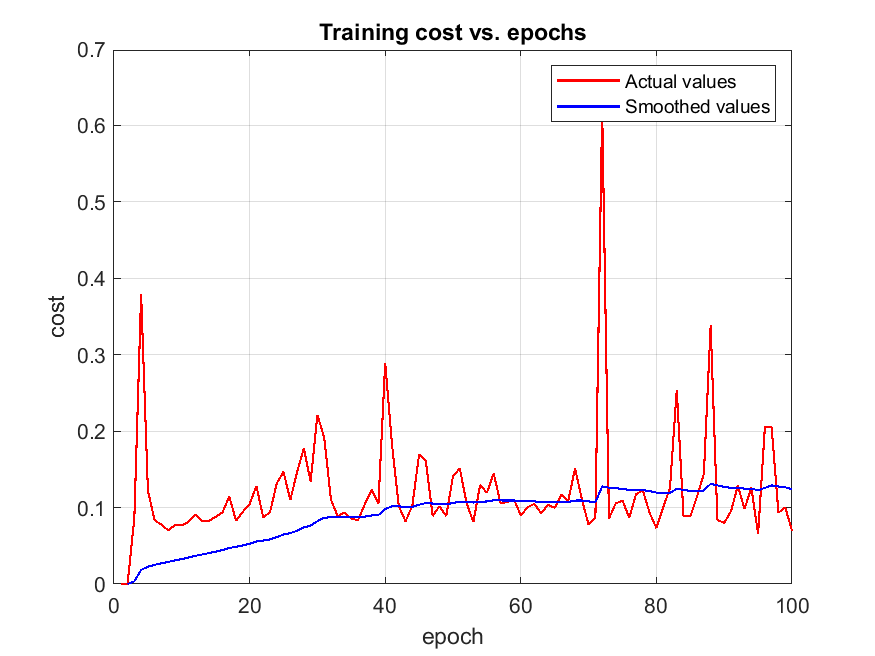 Training cost vs. epochs
0.7
0.6
0.5
0.4
0.3
0.2
0.1
0
cost
Actual values
Smoothed values
0 20 40 60 80 100
epoch